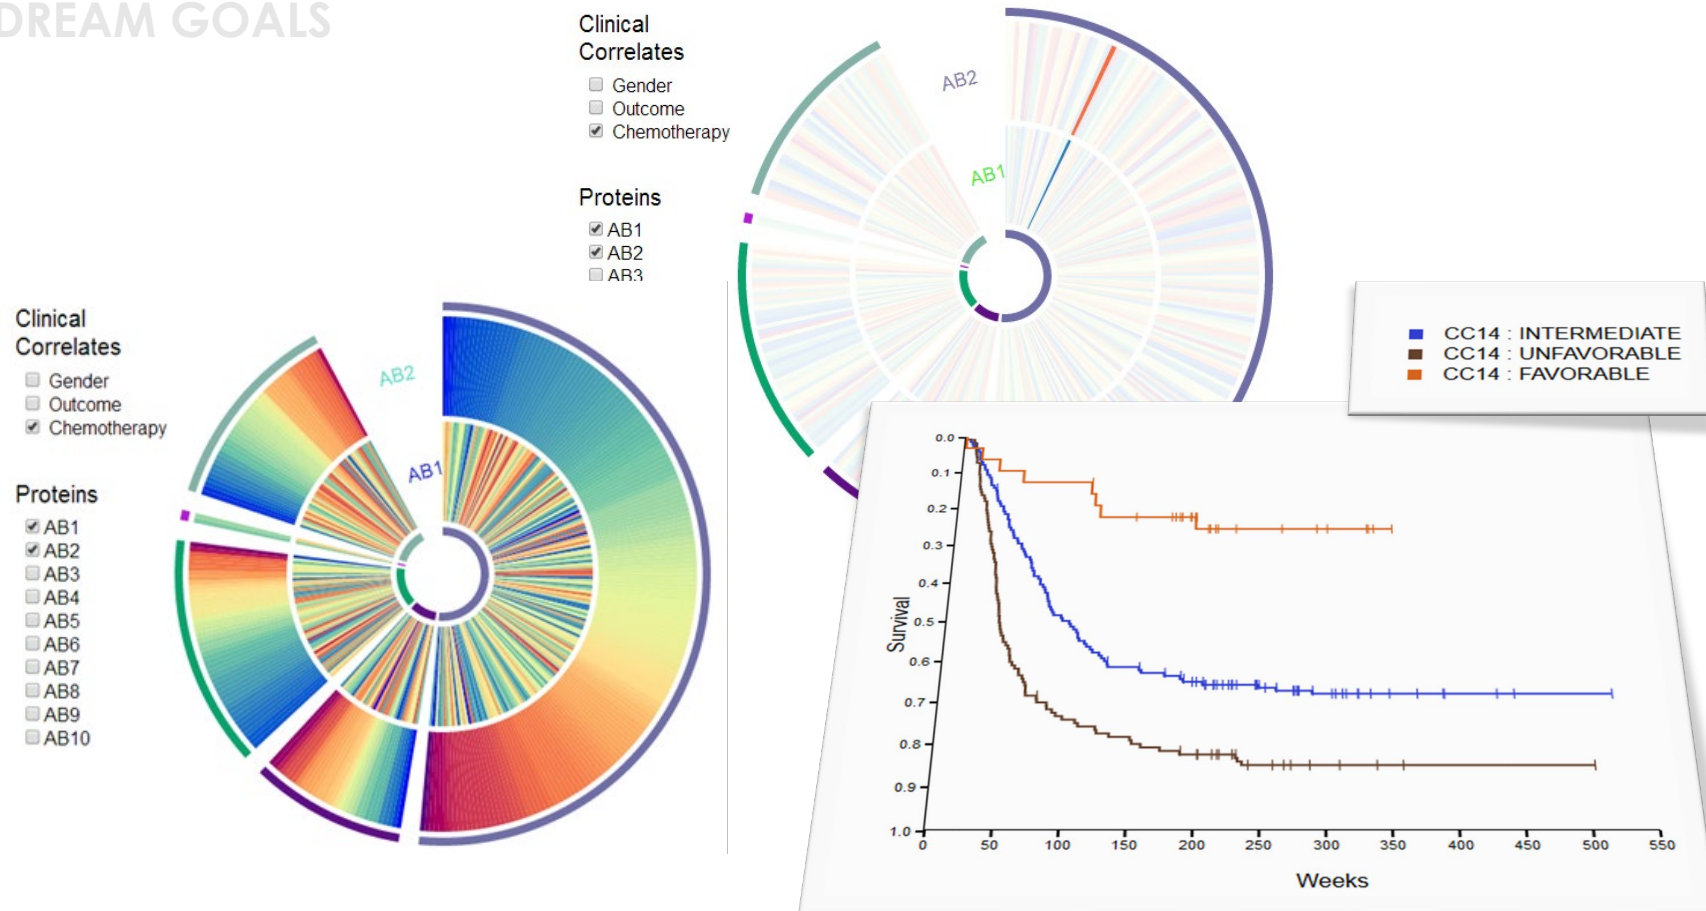 DREAM GOALS
Clinical
Correlates
Gender
Outcome
Chemotherapy
Proteins
AB1
AB2
AB3
AB2
AB1
Clinical
Correlates
Gender
Outcome
Chemotherapy
Proteins
AB1
AB2
AB3
AB4
AB5
AB6
AB7
AB8
AB9
AB10
AB2
AB1
CC14 : INTERMEDIATE
CC14 : UNFAVORABLE
CC14 : FAVORABLE
Survival
0.0
0.1
0.2
0.3
0.4
0.5
0.6
0.7
0.8
0.9
1.0
0 50 100 150 200 250 300 350 400 450 500 550
Weeks